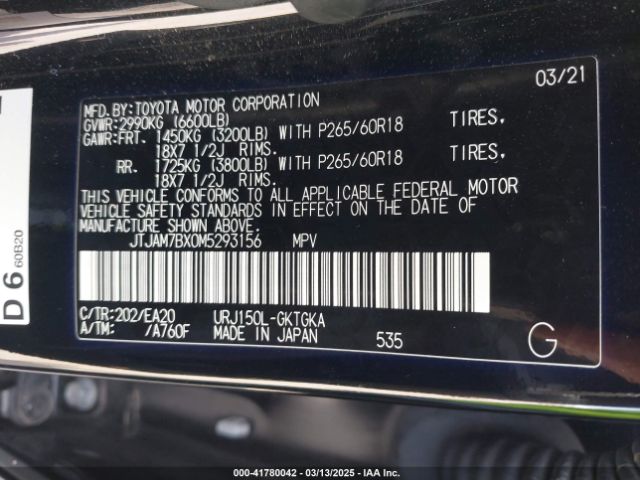 03/21
MFD.BY:TOYOTA MOTOR CORPORATION
GVWR:2990KG (6600LB)
GAWR:FRT. 1450KG (3200LB) WITH P265/60R18 TIRES,
18X7 1/2J RIMS.
RR. 1725KG (3800LB) WITH P265/60R18 TIRES,
18X7 1/2J RIMS.
THIS VEHICLE CONFORMS TO ALL APPLICABLE FEDERAL MOTOR
VEHICLE SAFETY STANDARDS IN EFFECT ON THE DATE OF
MANUFACTURE SHOWN ABOVE.
JTJAM7BX0M5293156 MPV
C/TR:202/EA20 URJ150L-GKTGKA
A/TM: /A760F MADE IN JAPAN 535 G
D 6 60B20
000-41780042 - 03/13/2025 - IAA Inc.